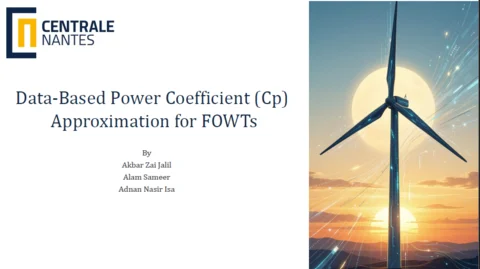 CENTRALE
NANTES
Data-Based Power Coefficient (Cp)
Approximation for FOWTs
By
Akbar Zai Jalil
Alam Sameer
Adnan Nasir Isa